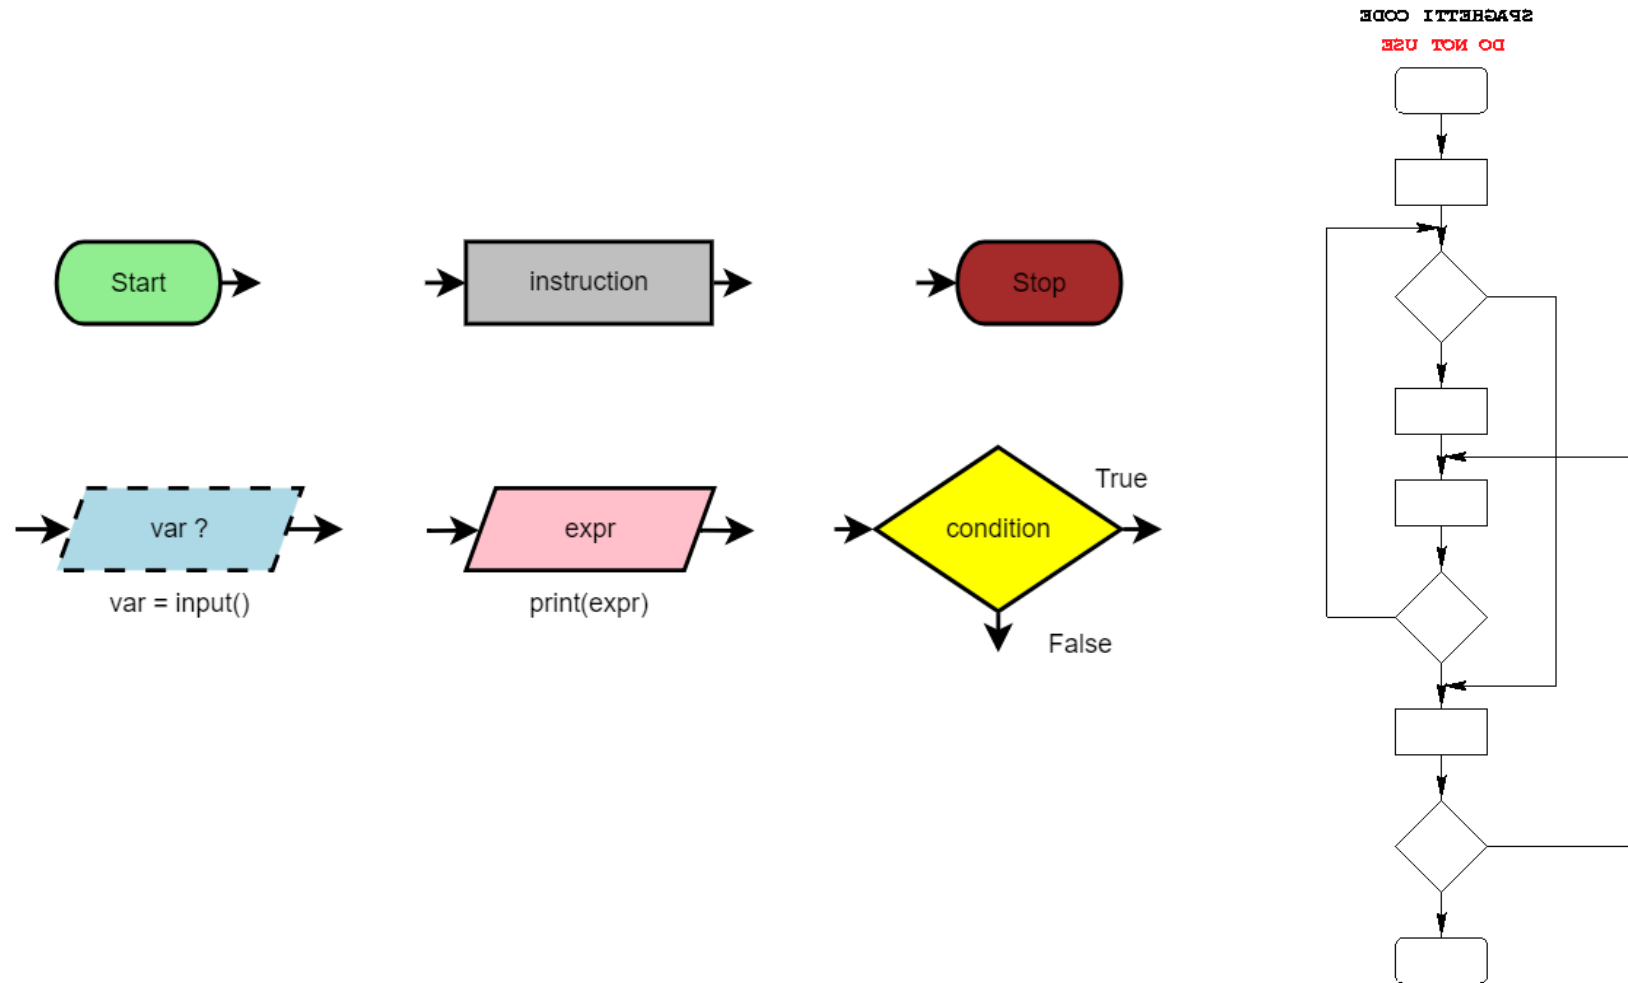 SPAGHETTI CODE
DO NOT USE
Start
instruction
Stop
var ?
expr
condition
True
False
var = input()
print(expr)